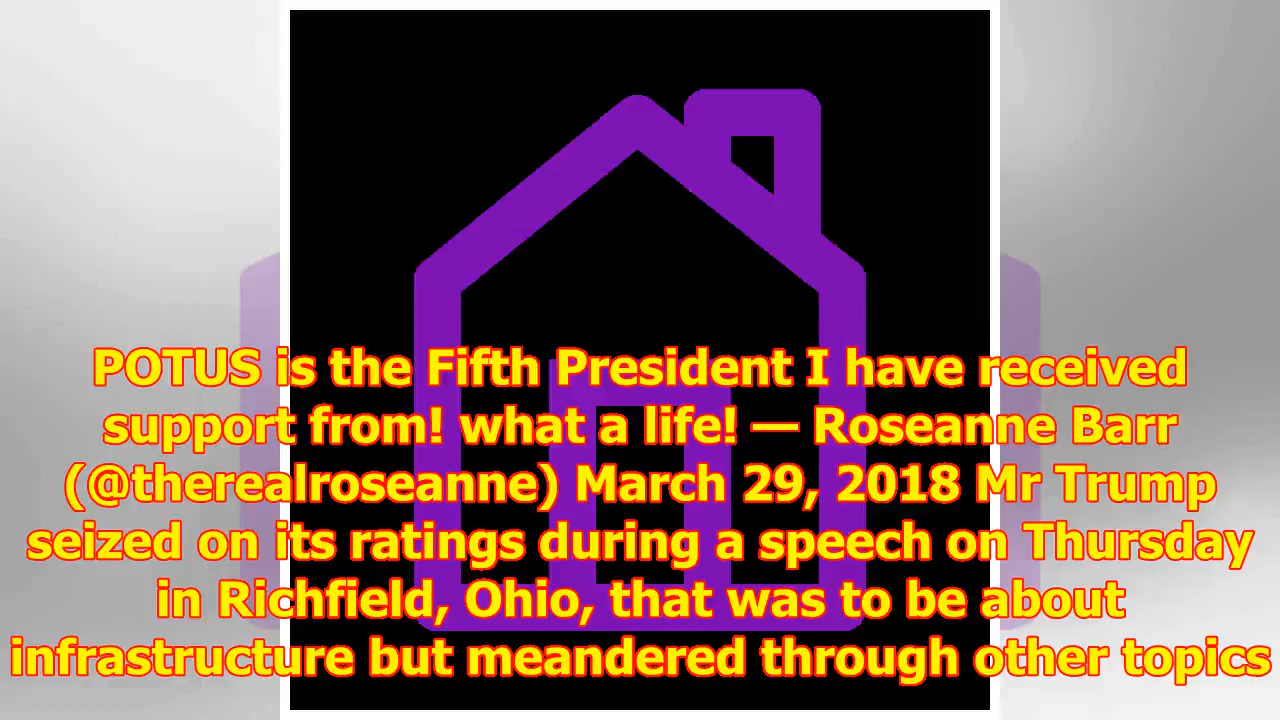 POTUS is the Fifth President I have received
support from! what a life! — Roseanne Barr
(@therealroseanne) March 29, 2018 Mr Trump
seized on its ratings during a speech on Thursday
in Richfield, Ohio, that was to be about
infrastructure but meandered through other topics